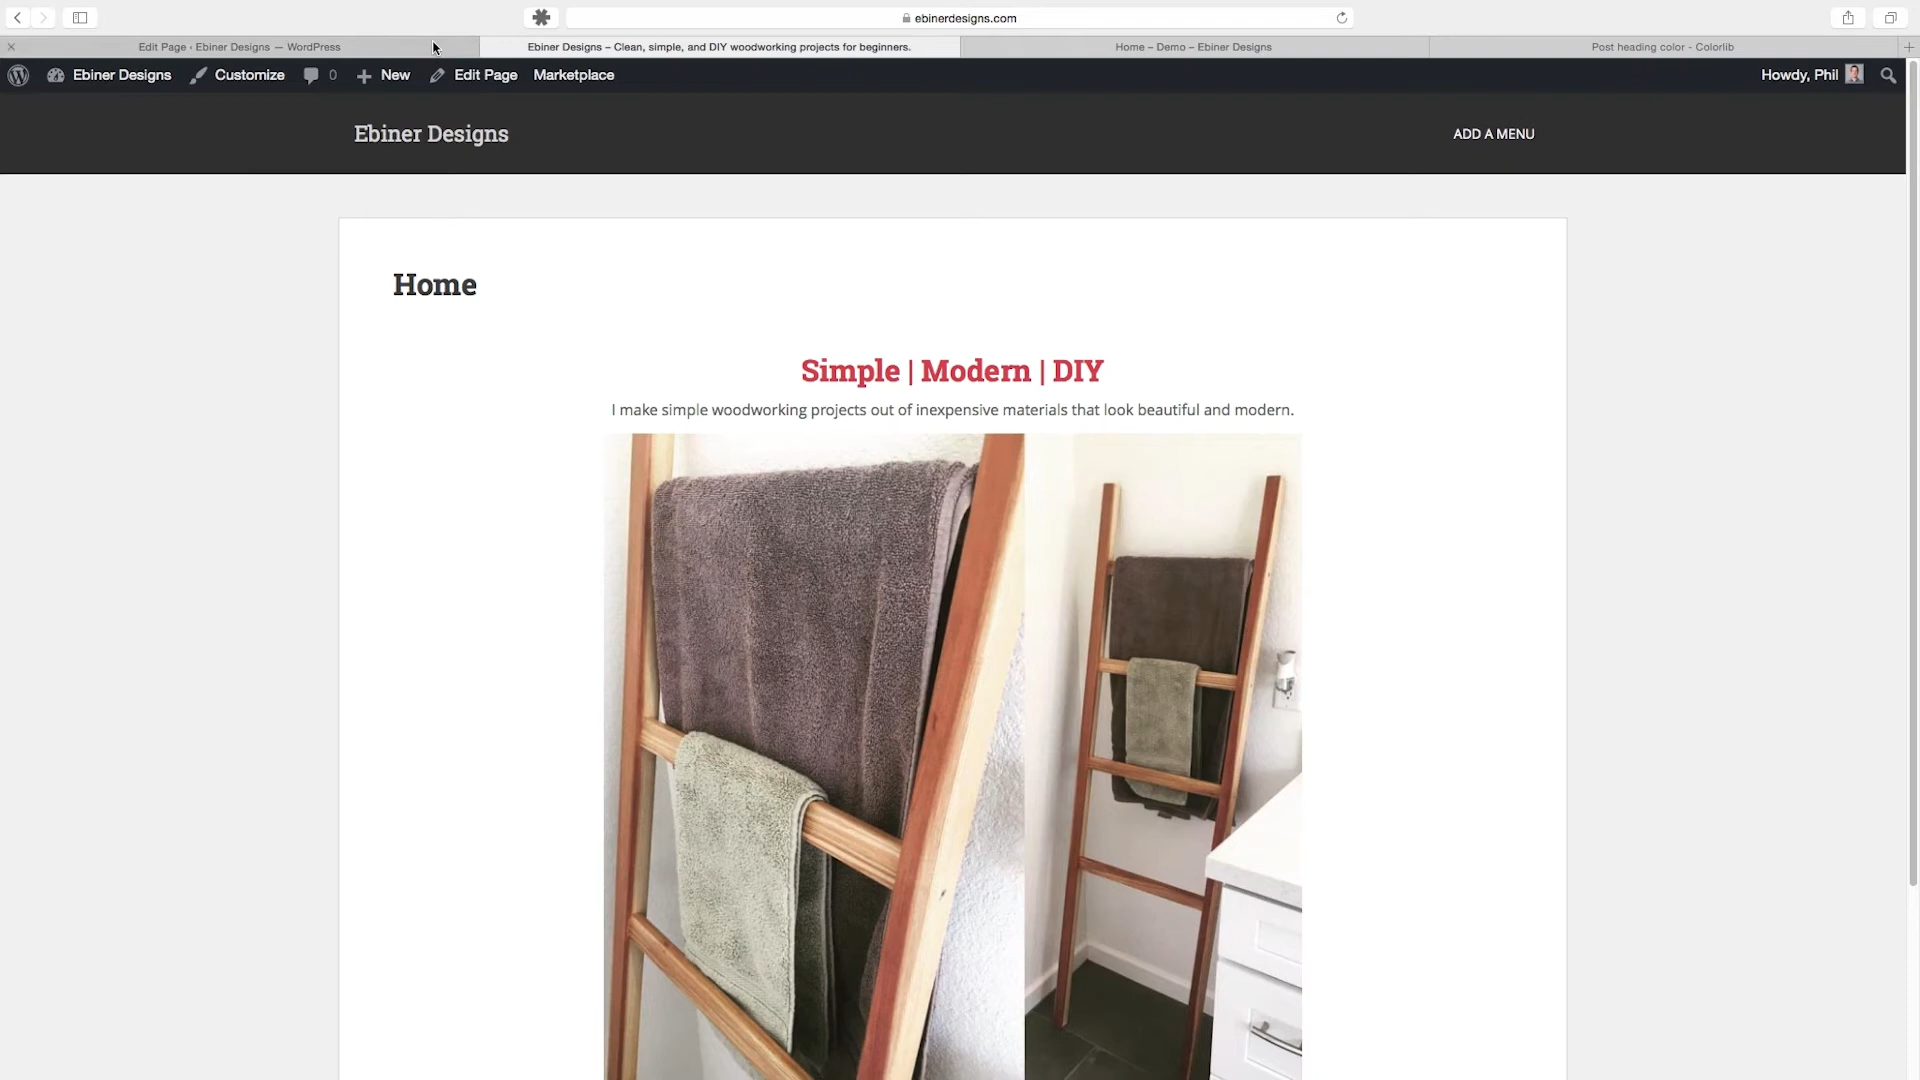 ebinerdesigns.com
Edit Page ‹ Ebiner Designs — WordPress
Ebiner Designs – Clean, simple, and DIY woodworking projects for beginners.
Home – Demo – Ebiner Designs
Post heading color - Colorlib
Ebiner Designs
Customize
0
New
Edit Page
Marketplace
Howdy, Phil
Ebiner Designs
ADD A MENU
Home
Simple | Modern | DIY
I make simple woodworking projects out of inexpensive materials that look beautiful and modern.